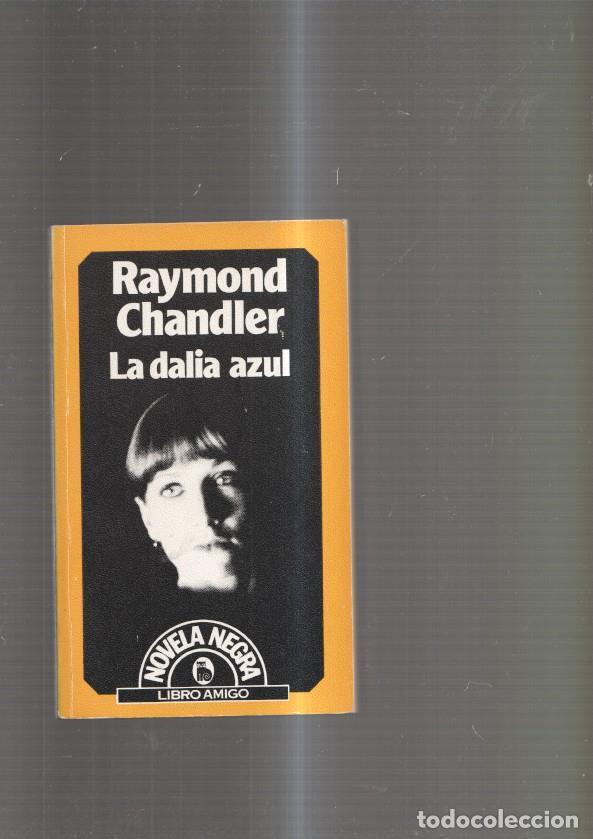 Raymond
Chandler
La dalia azul
NOVELA NEGRA
LIBRO AMIGO
todocoleccion